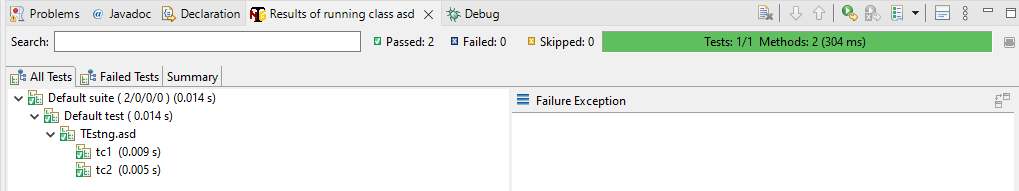 Problems @ Javadoc Declaration Results of running class asd Debug
Search: Passed: 2 Failed: 0 Skipped: 0 Tests: 1/1 Methods: 2 (304 ms)
All Tests Failed Tests Summary
Default suite ( 2/0/0/0 ) (0.014 s)
Failure Exception
Default test ( 0.014 s)
TEstng.asd
tc1 (0.009 s)
tc2 (0.005 s)